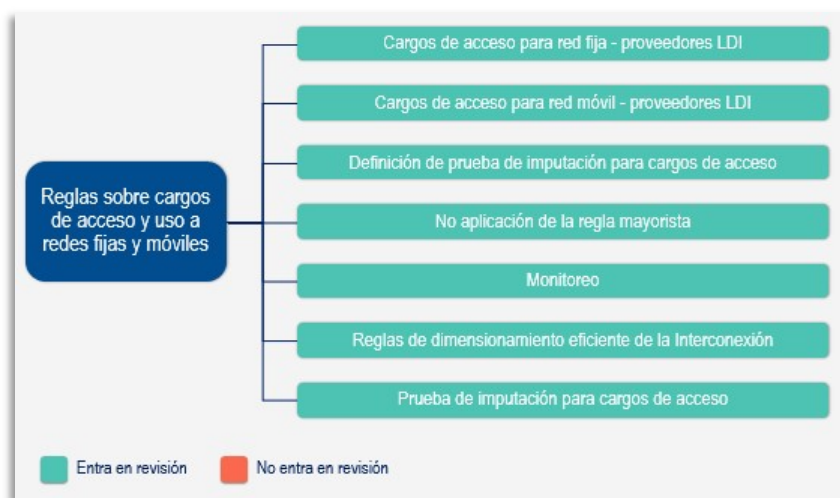 Cargos de acceso para red fija - proveedores LDI
Cargos de acceso para red móvil - proveedores LDI
Definición de prueba de imputación para cargos de acceso
Reglas sobre cargos
de acceso y uso a
redes fijas y móviles
No aplicación de la regla mayorista
Monitoreo
Reglas de dimensionamiento eficiente de la Interconexión
Prueba de imputación para cargos de acceso
Entra en revisión
No entra en revisión